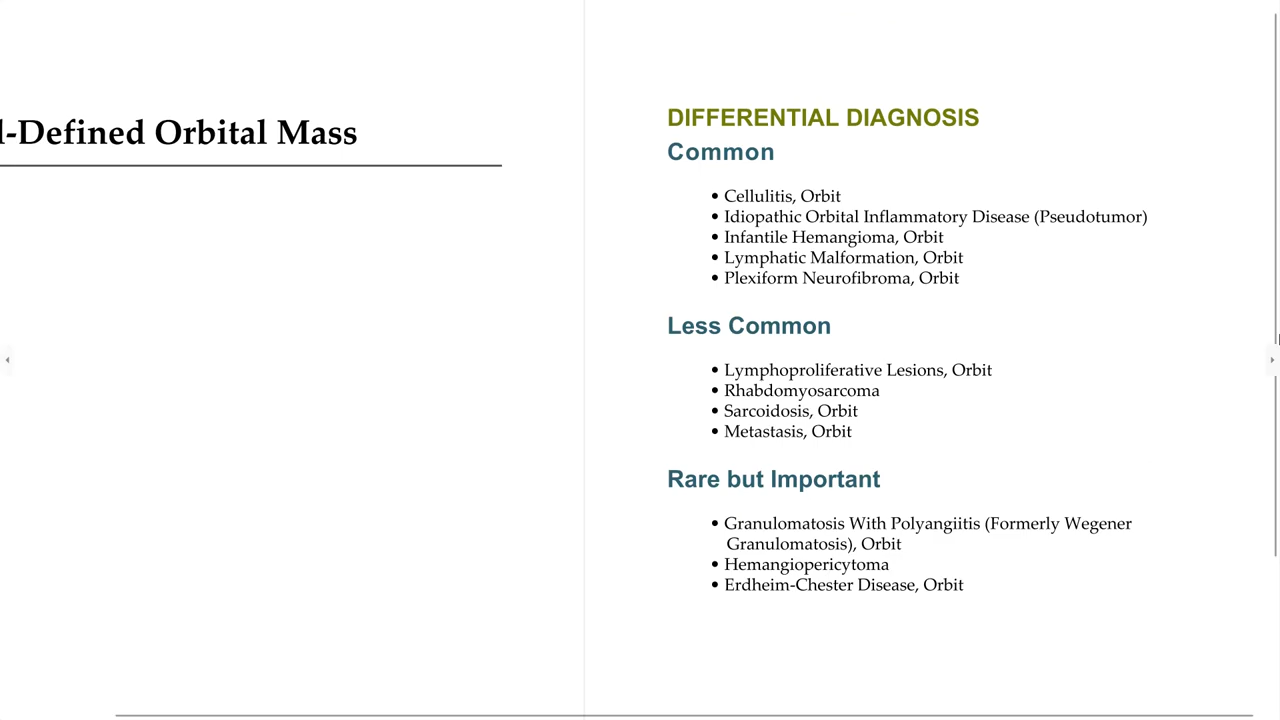 l-Defined Orbital Mass
DIFFERENTIAL DIAGNOSIS
Common
• Cellulitis, Orbit
• Idiopathic Orbital Inflammatory Disease (Pseudotumor)
• Infantile Hemangioma, Orbit
• Lymphatic Malformation, Orbit
• Plexiform Neurofibroma, Orbit
Less Common
• Lymphoproliferative Lesions, Orbit
• Rhabdomyosarcoma
• Sarcoidosis, Orbit
• Metastasis, Orbit
Rare but Important
• Granulomatosis With Polyangiitis (Formerly Wegener
Granulomatosis), Orbit
• Hemangiopericytoma
• Erdheim-Chester Disease, Orbit